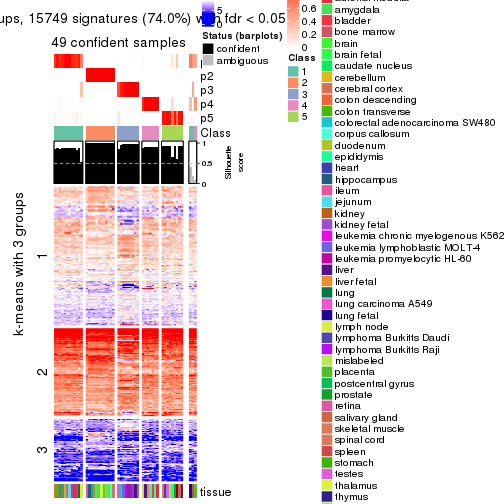 ups, 15749 signatures (74.0%) with fdr < 0.05
49 confident samples
p2
p3
p4
p5
Class
1
0.5
0
Silhouette
score
k-means with 3 groups
1
2
3
tissue
5
0
Status (barplots)
confident
ambiguous
0.6
0.4
0.2
0
Class
1
2
3
4
5
amygdala
bladder
bone marrow
brain
brain fetal
caudate nucleus
cerebellum
cerebral cortex
colon descending
colon transverse
colorectal adenocarcinoma SW480
corpus callosum
duodenum
epididymis
heart
hippocampus
ileum
jejunum
kidney
kidney fetal
leukemia chronic myelogenous K562
leukemia lymphoblastic MOLT-4
leukemia promyelocytic HL-60
liver
liver fetal
lung
lung carcinoma A549
lung fetal
lymph node
lymphoma Burkitts Daudi
lymphoma Burkitts Raji
mislabeled
placenta
postcentral gyrus
prostate
retina
salivary gland
skeletal muscle
spinal cord
spleen
stomach
testes
thalamus
thymus